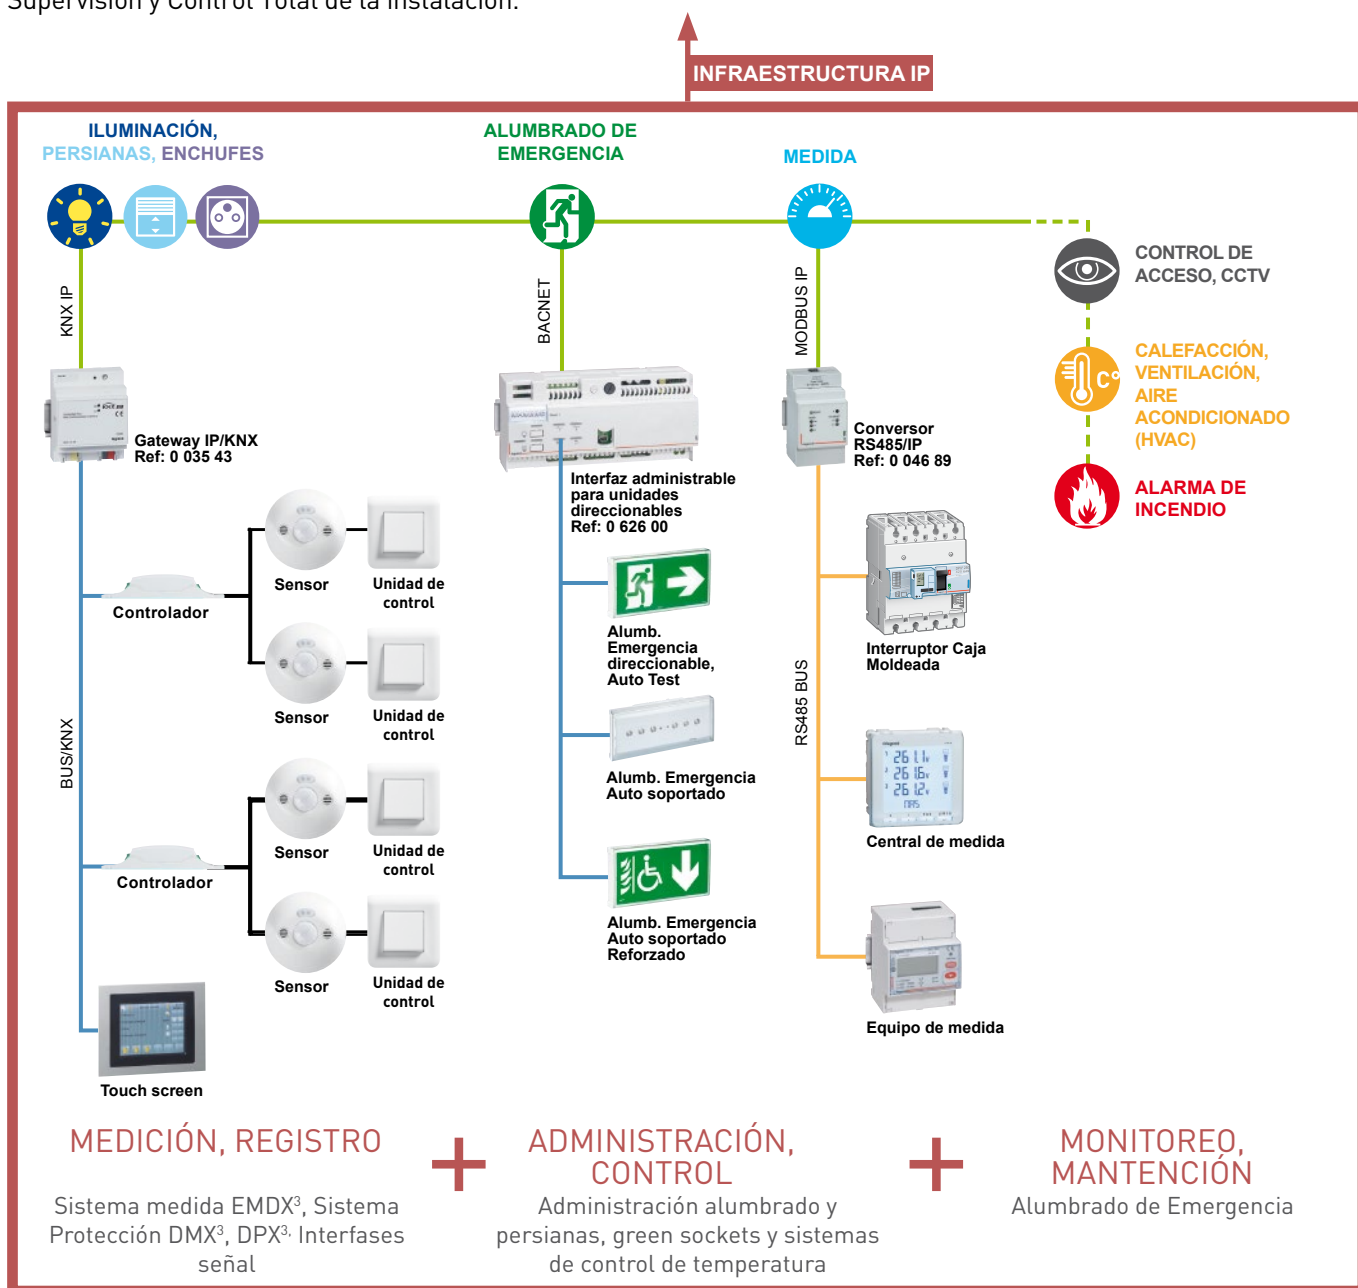 Supervisión y Control Total de la Instalación.
INFRAESTRUCTURA IP
ILUMINACIÓN,
PERSIANAS, ENCHUFES
ALUMBRADO DE
EMERGENCIA
MEDIDA
CONTROL DE
ACCESO, CCTV
CALEFACCIÓN,
VENTILACIÓN,
AIRE
ACONDICIONADO
(HVAC)
C°
ALARMA DE
INCENDIO
KNX IP
BACNET
MODBUS IP
Gateway IP/KNX
Ref: 0 035 43
Interfaz administrable
para unidades
direccionables
Ref: 0 626 00
Conversor
RS485/IP
Ref: 0 046 89
BUS/KNX
Controlador
Sensor
Unidad de
control
Sensor
Unidad de
control
Controlador
Sensor
Unidad de
control
Sensor
Unidad de
control
Touch screen
Alumb.
Emergencia
direccionable,
Auto Test
Alumb. Emergencia
Auto soportado
Alumb. Emergencia
Auto soportado
Reforzado
RS485 BUS
Interruptor Caja
Moldeada
Central de medida
Equipo de medida
MEDICIÓN, REGISTRO
Sistema medida EMDX³, Sistema
Protección DMX³, DPX³, Interfases
señal
+
ADMINISTRACIÓN,
CONTROL
Administración alumbrado y
persianas, green sockets y sistemas
de control de temperatura
+
MONITOREO,
MANTENCIÓN
Alumbrado de Emergencia